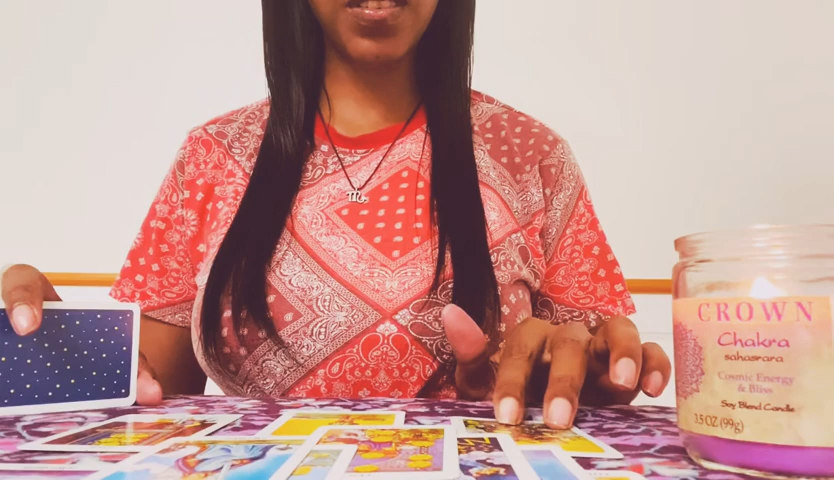 CROWN
Chakra
sahasrara
Cosmic Energy
& Bliss
Soy Blend Candle
3.5 OZ (99g)